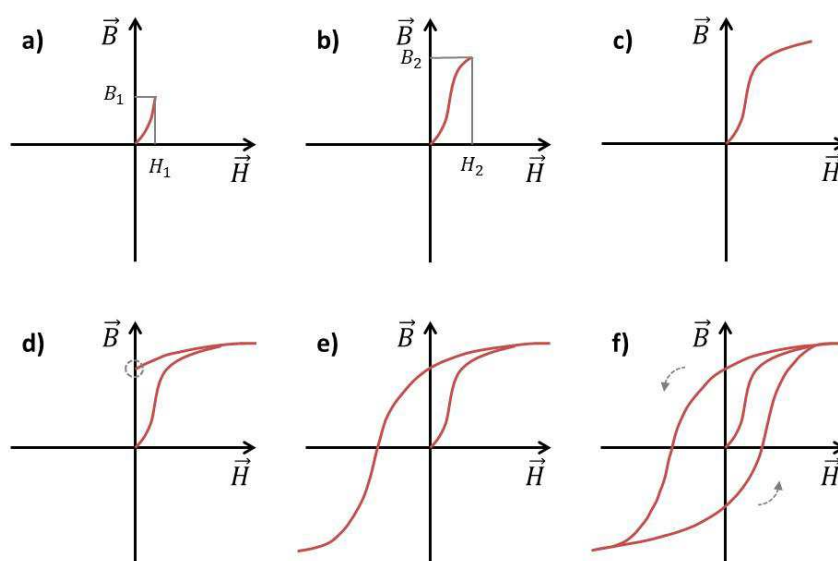 a) B⃗ B₁ H₁ H⃗
b) B⃗ B₂ H₂ H⃗
c) B⃗ H⃗
d) B⃗ H⃗
e) B⃗ H⃗
f) B⃗ H⃗